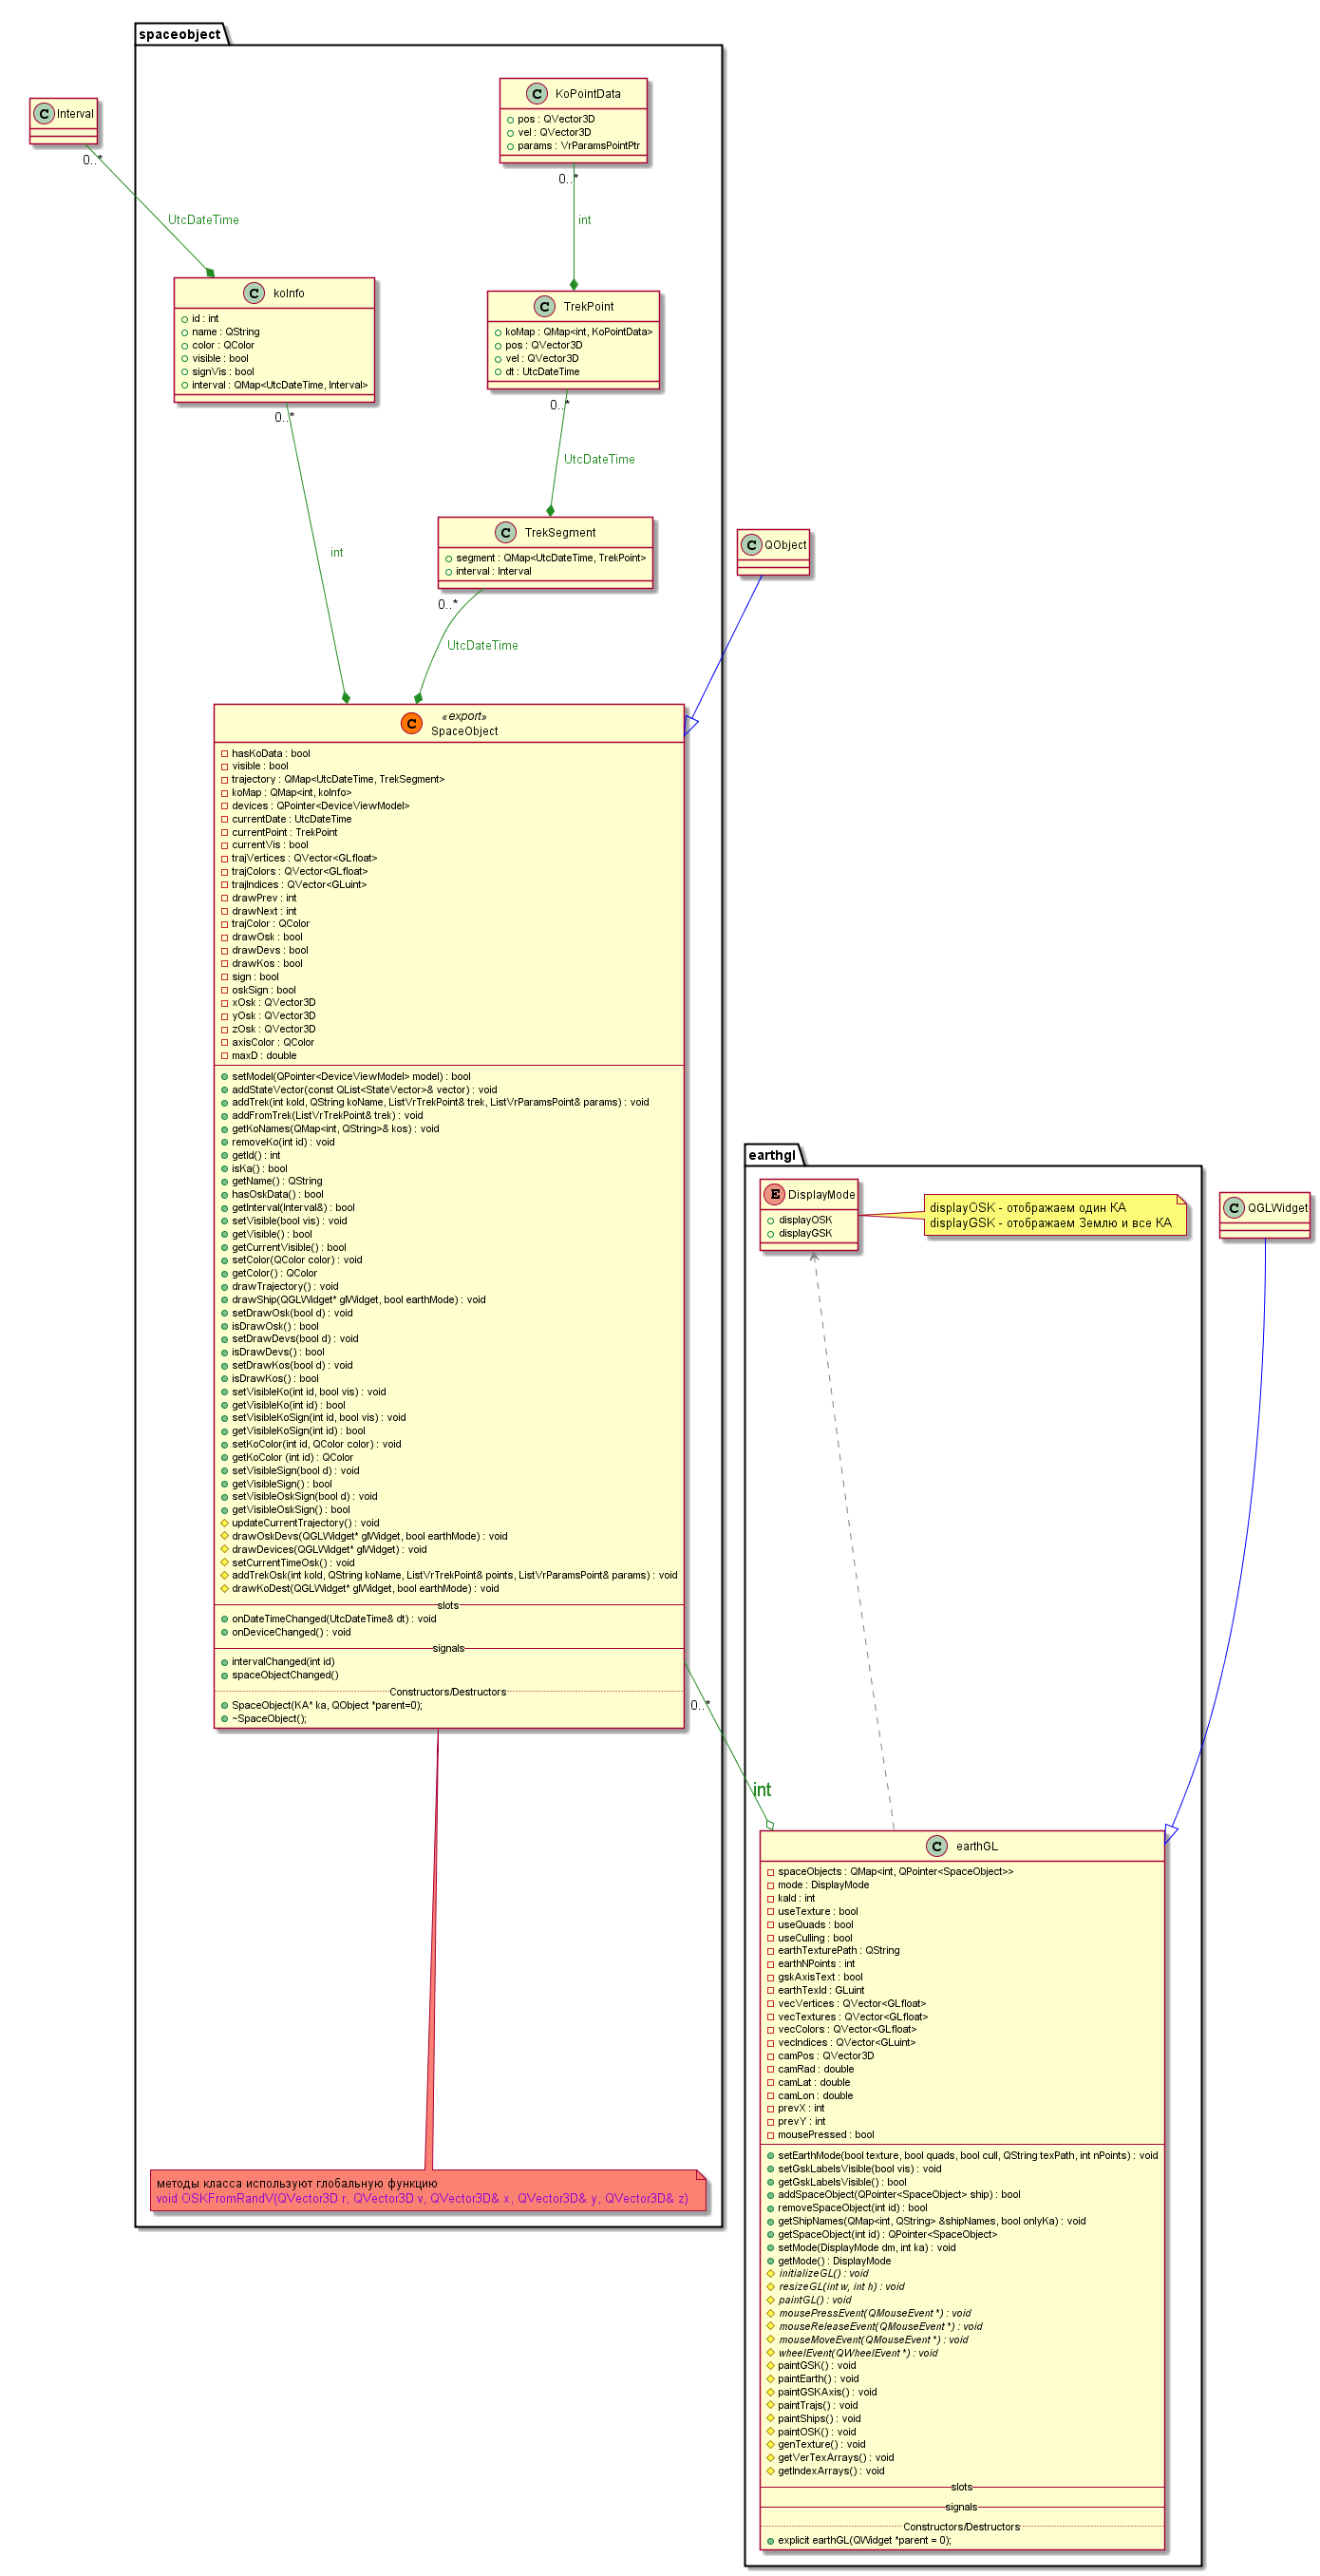 spaceobject
KoPointData
pos : QVector3D
vel : QVector3D
params : VrParamsPointPtr
Interval
0..*
0..*
UtcDateTime
int
koInfo
id : int
name : QString
color : QColor
visible : bool
signVis : bool
interval : QMap<UtcDateTime, Interval>
TrekPoint
koMap : QMap<int, KoPointData>
pos : QVector3D
vel : QVector3D
dt : UtcDateTime
0..*
0..*
UtcDateTime
int
TrekSegment
segment : QMap<UtcDateTime, TrekPoint>
interval : Interval
QObject
0..*
UtcDateTime
«export»
SpaceObject
hasKoData : bool
visible : bool
trajectory : QMap<UtcDateTime, TrekSegment>
koMap : QMap<int, koInfo>
devices : QPointer<DeviceViewModel>
currentDate : UtcDateTime
currentPoint : TrekPoint
currentVis : bool
trajVertices : QVector<GLfloat>
trajColors : QVector<GLfloat>
trajIndices : QVector<GLuint>
drawPrev : int
drawNext : int
trajColor : QColor
drawOsk : bool
drawDevs : bool
drawKos : bool
sign : bool
oskSign : bool
xOsk : QVector3D
yOsk : QVector3D
zOsk : QVector3D
axisColor : QColor
maxD : double
setModel(QPointer<DeviceViewModel> model) : bool
addStateVector(const QList<StateVector>& vector) : void
addTrek(int koId, QString koName, ListVrTrekPoint& trek, ListVrParamsPoint& params) : void
addFromTrek(ListVrTrekPoint& trek) : void
getKoNames(QMap<int, QString>& kos) : void
removeKo(int id) : void
getId() : int
isKa() : bool
getName() : QString
hasOskData() : bool
getInterval(Interval&) : bool
setVisible(bool vis) : void
getVisible() : bool
getCurrentVisible() : bool
setColor(QColor color) : void
getColor() : QColor
drawTrajectory() : void
drawShip(QGLWidget* glWidget, bool earthMode) : void
setDrawOsk(bool d) : void
isDrawOsk() : bool
setDrawDevs(bool d) : void
isDrawDevs() : bool
setDrawKos(bool d) : void
isDrawKos() : bool
setVisibleKo(int id, bool vis) : void
getVisibleKo(int id) : bool
setVisibleKoSign(int id, bool vis) : void
getVisibleKoSign(int id) : bool
setKoColor(int id, QColor color) : void
getKoColor (int id) : QColor
setVisibleSign(bool d) : void
getVisibleSign() : bool
setVisibleOskSign(bool d) : void
getVisibleOskSign() : bool
updateCurrentTrajectory() : void
drawOskDevs(QGLWidget* glWidget, bool earthMode) : void
drawDevices(QGLWidget* glWidget) : void
setCurrentTimeOsk() : void
addTrekOsk(int koId, QString koName, ListVrTrekPoint& points, ListVrParamsPoint& params) : void
drawKoDest(QGLWidget* glWidget, bool earthMode) : void
slots
onDateTimeChanged(UtcDateTime& dt) : void
onDeviceChanged() : void
signals
intervalChanged(int id)
spaceObjectChanged()
Constructors/Destructors
SpaceObject(KA* ka, QObject *parent=0);
~SpaceObject();
earthgl
DisplayMode
displayOSK
displayGSK
displayOSK - отображаем один КА
displayGSK - отображаем Землю и все КА
QGLWidget
0..*
int
earthGL
spaceObjects : QMap<int, QPointer<SpaceObject>>
mode : DisplayMode
kaId : int
useTexture : bool
useQuads : bool
useCulling : bool
earthTexturePath : QString
earthNPoints : int
gskAxisText : bool
earthTexId : GLuint
vecVertices : QVector<GLfloat>
vecTextures : QVector<GLfloat>
vecColors : QVector<GLfloat>
vecIndices : QVector<GLuint>
camPos : QVector3D
camRad : double
camLat : double
camLon : double
prevX : int
prevY : int
mousePressed : bool
setEarthMode(bool texture, bool quads, bool cull, QString texPath, int nPoints) : void
setGskLabelsVisible(bool vis) : void
getGskLabelsVisible() : bool
addSpaceObject(QPointer<SpaceObject> ship) : bool
removeSpaceObject(int id) : bool
getShipNames(QMap<int, QString> &shipNames, bool onlyKa) : void
getSpaceObject(int id) : QPointer<SpaceObject>
setMode(DisplayMode dm, int ka) : void
getMode() : DisplayMode
initializeGL() : void
resizeGL(int w, int h) : void
paintGL() : void
mousePressEvent(QMouseEvent *) : void
mouseReleaseEvent(QMouseEvent *) : void
mouseMoveEvent(QMouseEvent *) : void
wheelEvent(QWheelEvent *) : void
paintGSK() : void
paintEarth() : void
paintGSKAxis() : void
paintTrajs() : void
paintShips() : void
paintOSK() : void
genTexture() : void
getVerTexArrays() : void
getIndexArrays() : void
slots
signals
Constructors/Destructors
explicit earthGL(QWidget *parent = 0);
методы класса используют глобальную функцию
void OSKFromRandV(QVector3D r, QVector3D v, QVector3D& x, QVector3D& y, QVector3D& z)